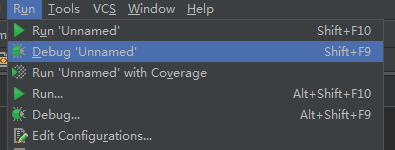 Run Tools VCS Window Help
Run 'Unnamed' Shift+F10
Debug 'Unnamed' Shift+F9
Run 'Unnamed' with Coverage
Run... Alt+Shift+F10
Debug... Alt+Shift+F9
Edit Configurations...